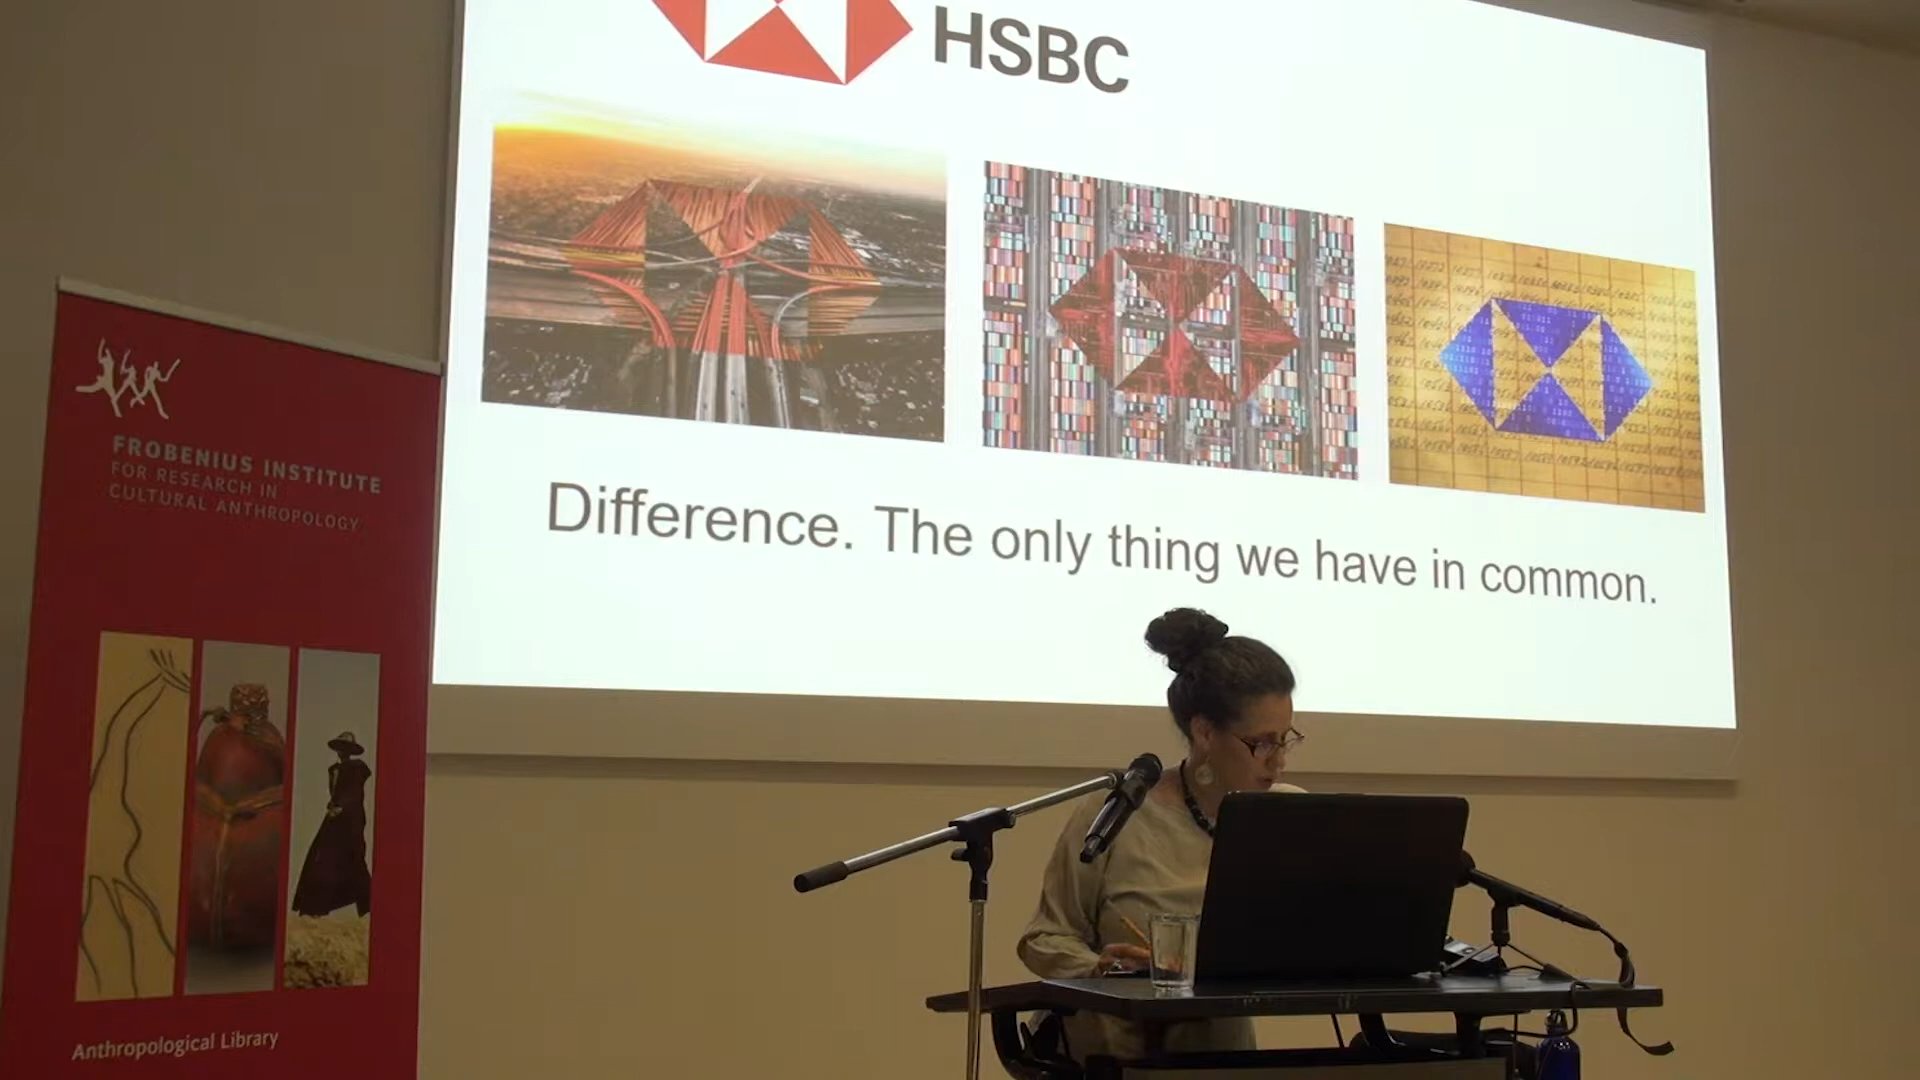 HSBC
Difference. The only thing we have in common.
FROBENIUS INSTITUTE
FOR RESEARCH IN
CULTURAL ANTHROPOLOGY
Anthropological Library